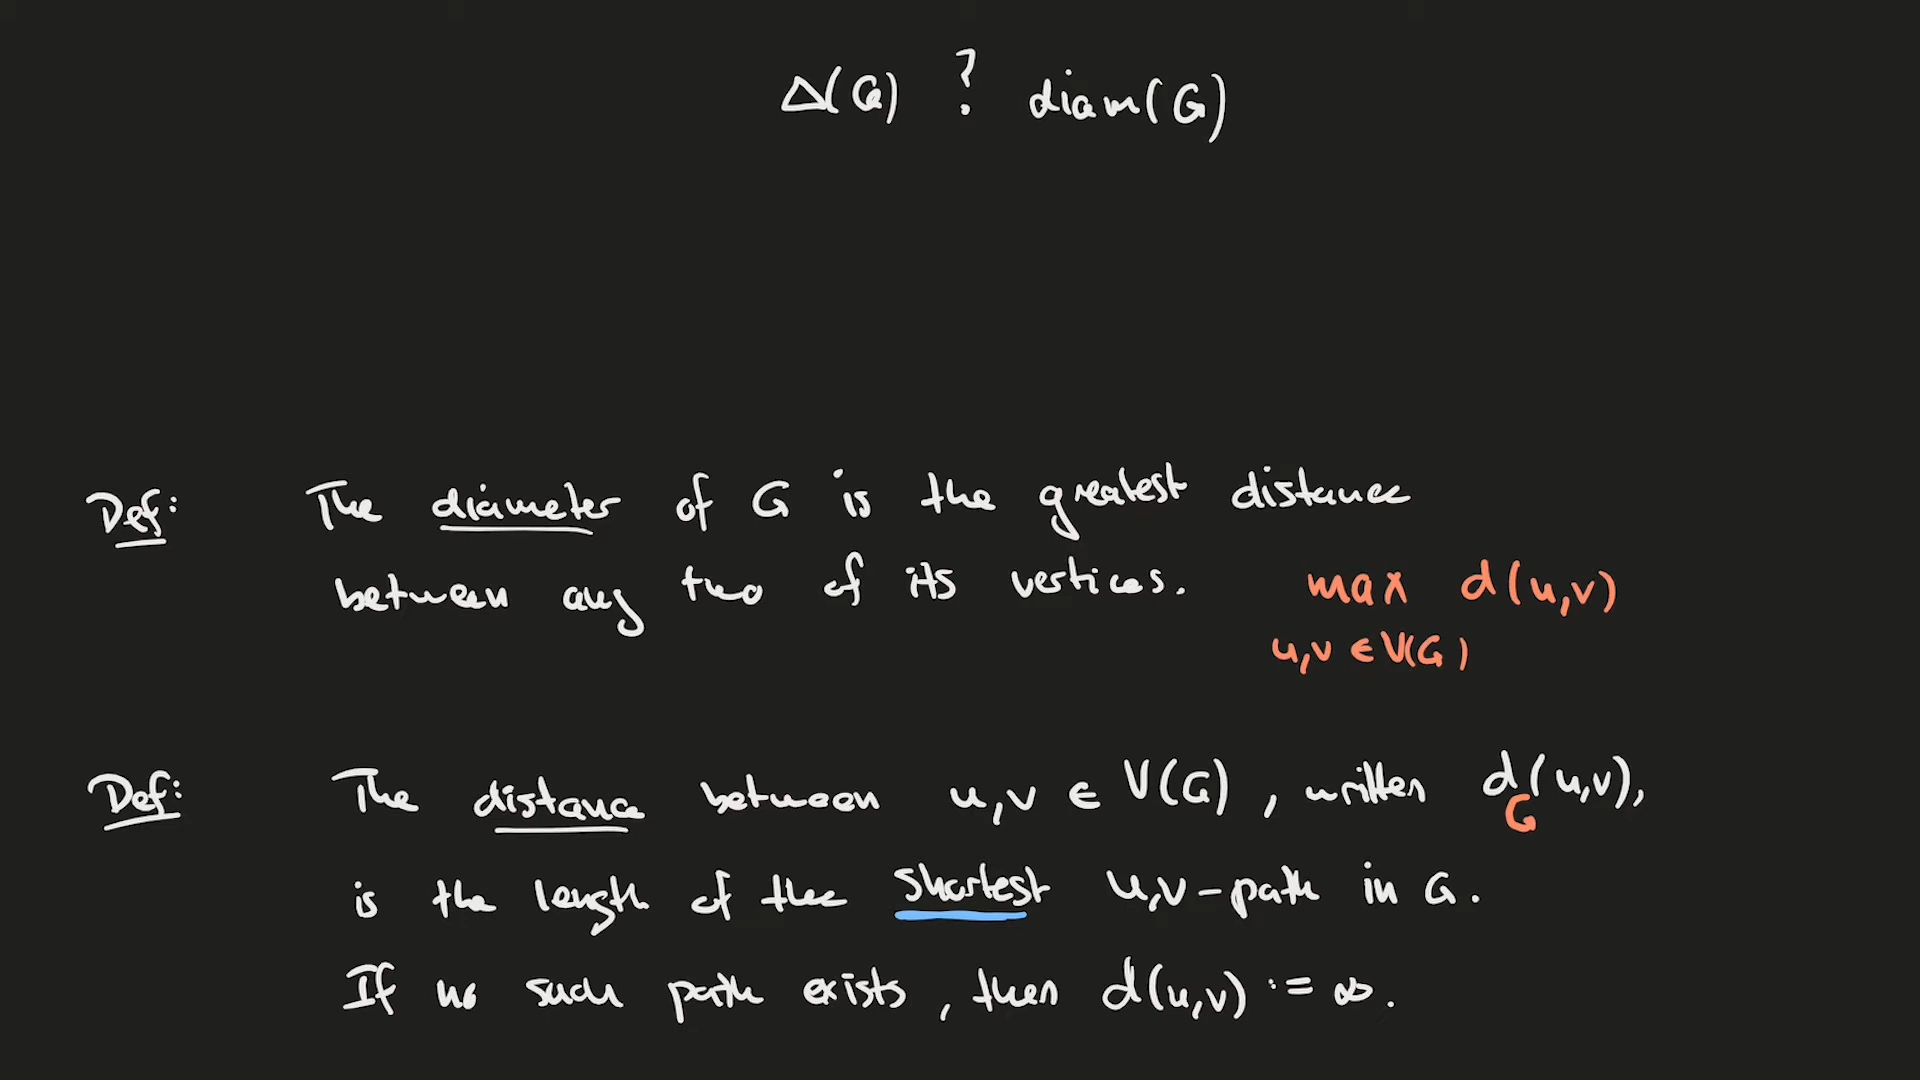 Δ(G) ? diam(G)
Def: The diameter of G is the greatest distance
between any two of its vertices. max d(u,v)
u,v ∈ V(G)
Def: The distance between u,v ∈ V(G), written d_G(u,v),
is the length of the shortest u,v-path in G.
If no such path exists, then d(u,v) := ∞.